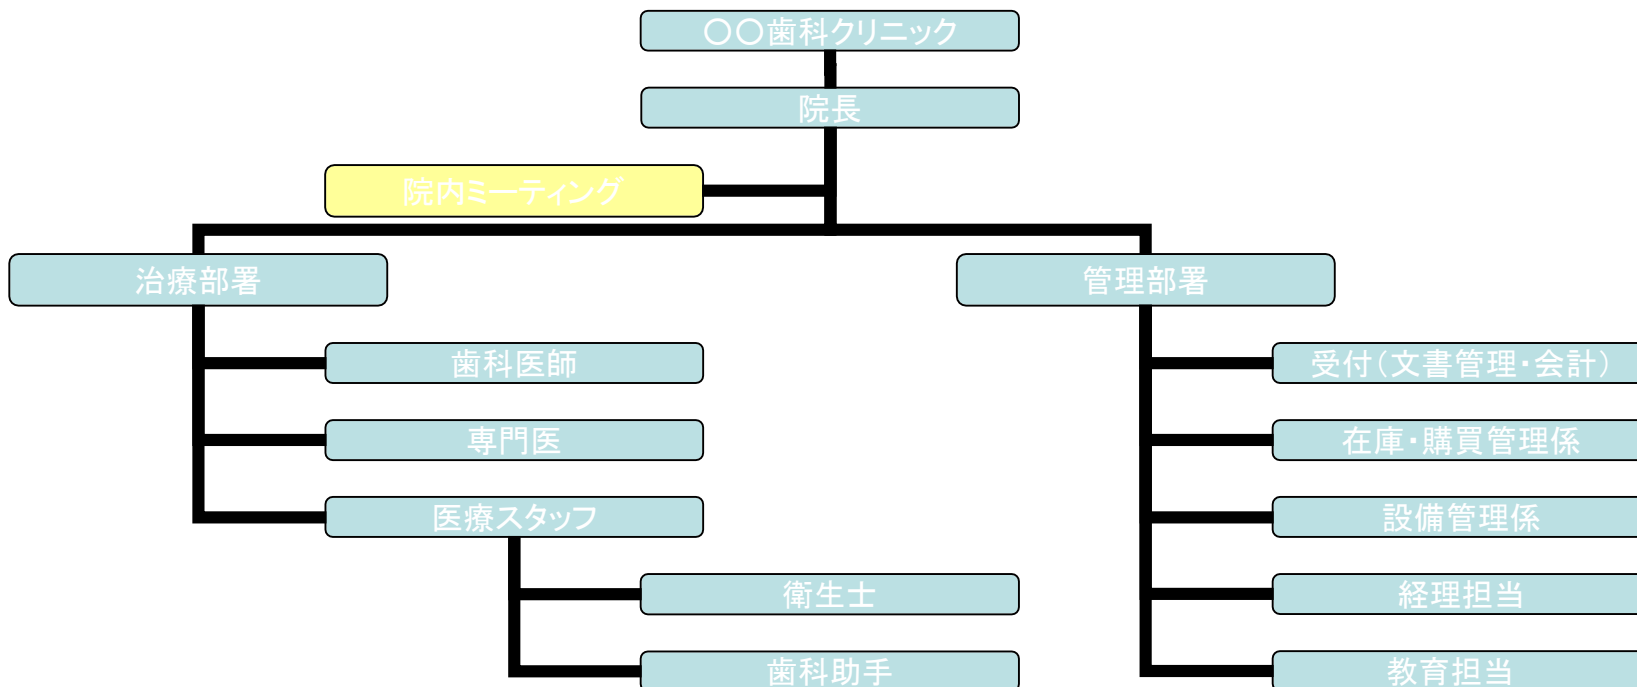 〇〇歯科クリニック
院長
院内ミーティング
治療部署
管理部署
歯科医師
専門医
医療スタッフ
衛生士
歯科助手
受付（文書管理・会計）
在庫・購買管理係
設備管理係
経理担当
教育担当